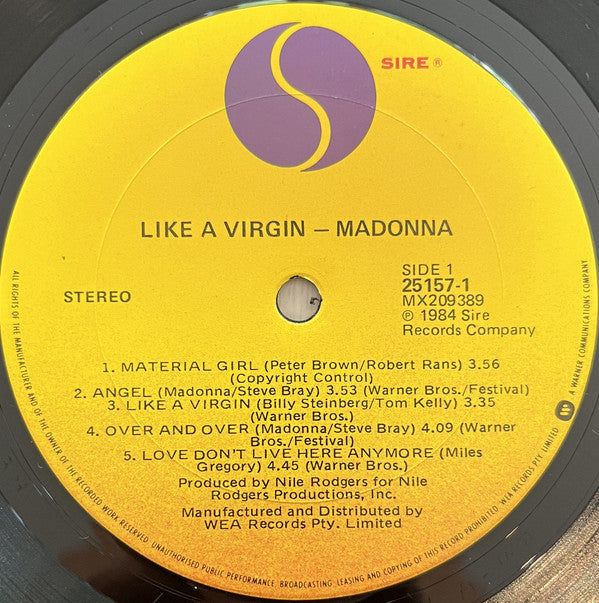 SIRE ®
LIKE A VIRGIN – MADONNA
STEREO
SIDE 1
25157-1
MX209389
℗ 1984 Sire
Records Company
1. MATERIAL GIRL (Peter Brown/Robert Rans) 3.56
(Copyright Control)
2. ANGEL (Madonna/Steve Bray) 3.53 (Warner Bros./Festival)
3. LIKE A VIRGIN (Billy Steinberg/Tom Kelly) 3.35
(Warner Bros.)
4. OVER AND OVER (Madonna/Steve Bray) 4.09 (Warner
Bros./Festival)
5. LOVE DON'T LIVE HERE ANYMORE (Miles
Gregory) 4.45 (Warner Bros.)
Produced by Nile Rodgers for Nile
Rodgers Productions, Inc.
Manufactured and Distributed by
WEA Records Pty. Limited
ALL RIGHTS OF THE MANUFACTURER AND OF THE OWNER OF THE RECORDED WORK RESERVED. UNAUTHORISED PUBLIC PERFORMANCE, BROADCASTING, LEASING AND COPYING OF THIS RECORD PROHIBITED. WEA RECORDS PTY. LIMITED
A WARNER COMMUNICATIONS COMPANY